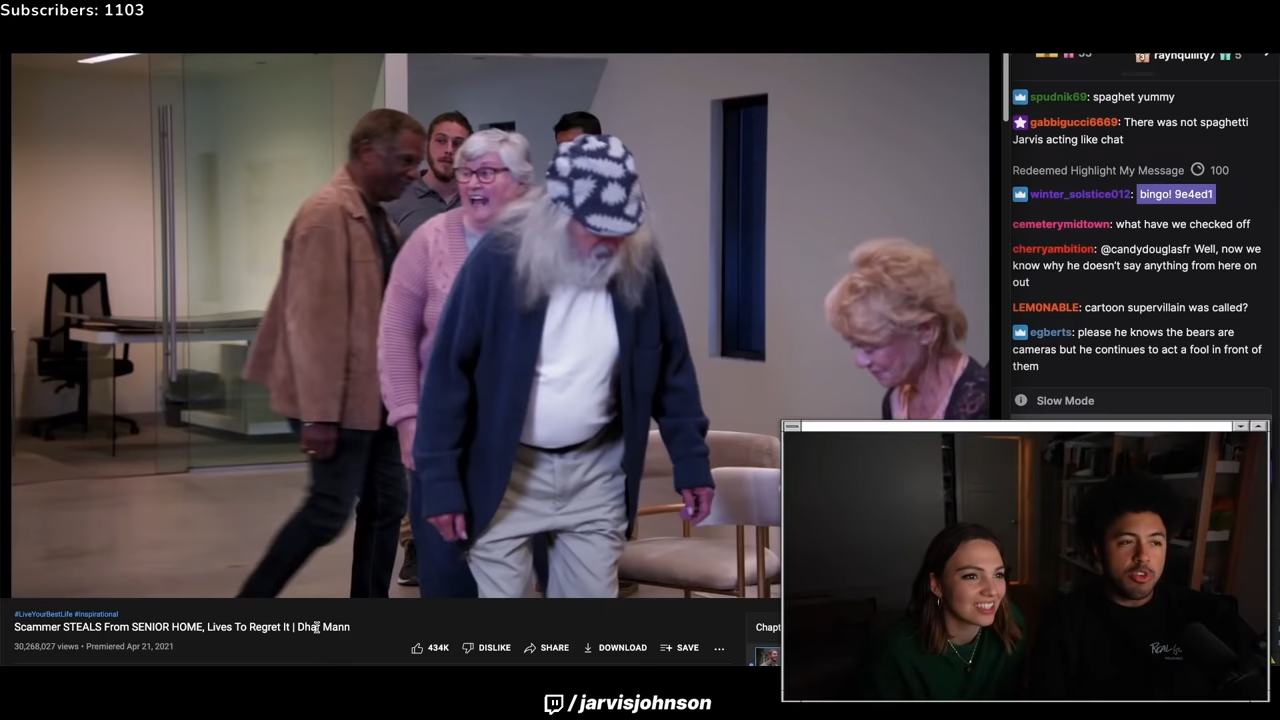 Subscribers: 1103
raynquility7 5
spudnik69: spaghet yummy
gabbigucci6669: There was not spaghetti
Jarvis acting like chat
Redeemed Highlight My Message 100
winter_solstice012: bingo! 9e4ed1
cemeterymidtown: what have we checked off
cherryambition: @candydouglasfr Well, now we
know why he doesn't say anything from here on
out
LEM0NABLE: cartoon supervillain was called?
egberts: please he knows the bears are
cameras but he continues to act a fool in front of
them
Slow Mode
#LiveYourBestLife #Inspirational
Scammer STEALS From SENIOR HOME, Lives To Regret It | Dhar Mann
30,268,027 views • Premiered Apr 21, 2021
434K
DISLIKE
SHARE
DOWNLOAD
SAVE
Chapt
/jarvisjohnson